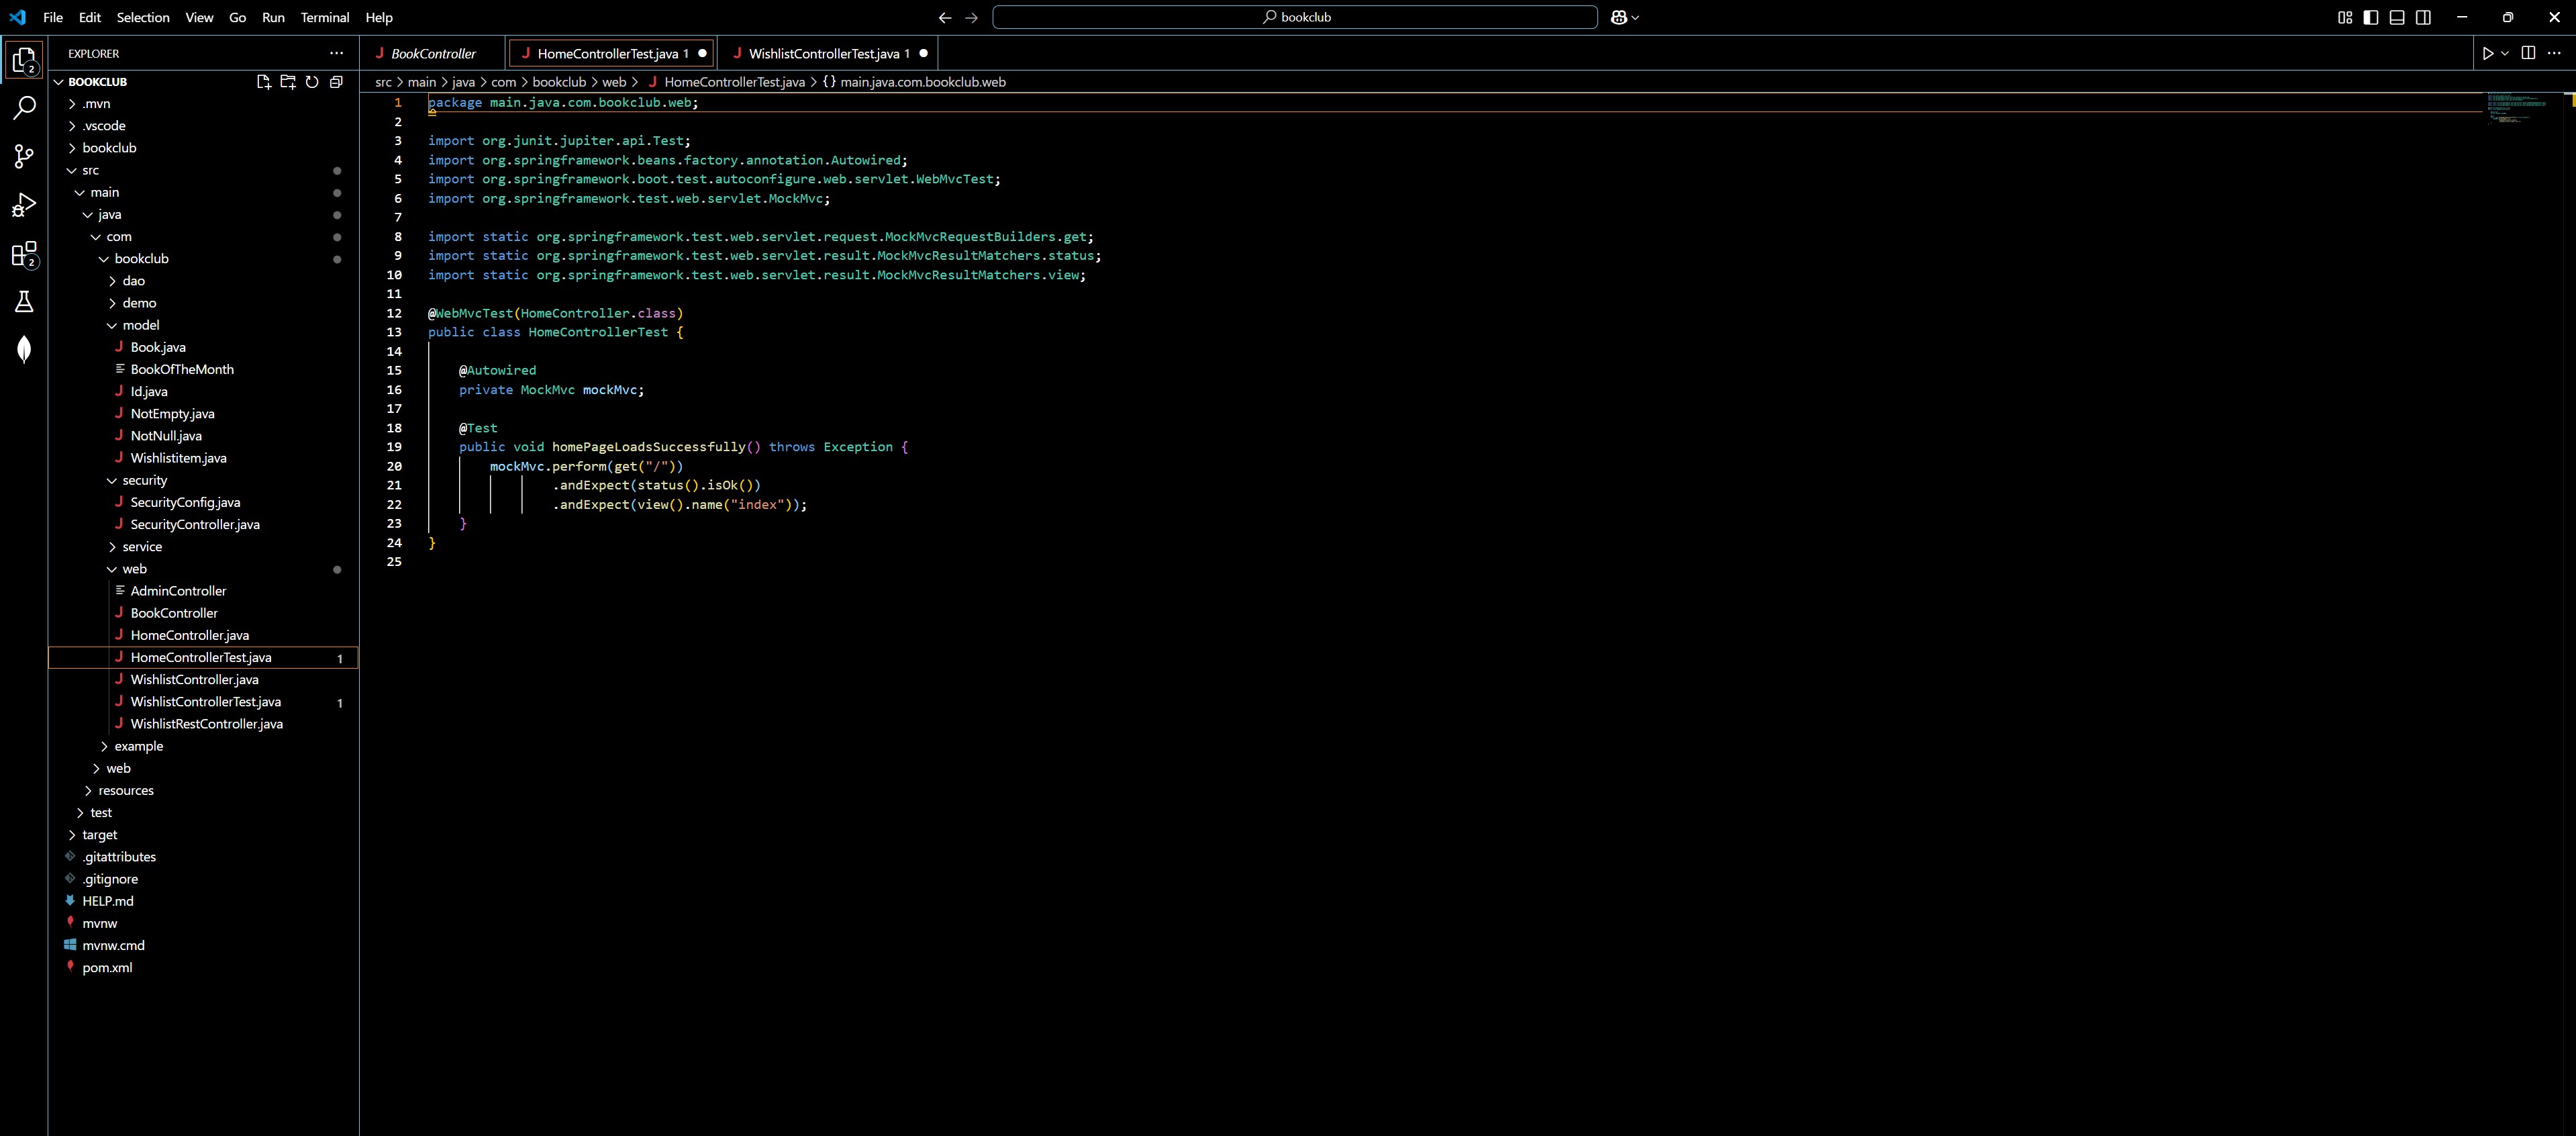 File Edit Selection View Go Run Terminal Help
bookclub
EXPLORER
BOOKCLUB
.mvn
.vscode
bookclub
src
main
java
com
bookclub
dao
demo
model
J Book.java
BookOfTheMonth
J Id.java
J NotEmpty.java
J NotNull.java
J Wishlistitem.java
security
J SecurityConfig.java
J SecurityController.java
service
web
AdminController
J BookController
J HomeController.java
J HomeControllerTest.java 1
J WishlistController.java
J WishlistControllerTest.java 1
J WishlistRestController.java
example
web
resources
test
target
.gitattributes
.gitignore
HELP.md
mvnw
mvnw.cmd
pom.xml
2
2
J BookController J HomeControllerTest.java 1 J WishlistControllerTest.java 1
src > main > java > com > bookclub > web > J HomeControllerTest.java > {} main.java.com.bookclub.web
1 package main.java.com.bookclub.web;
2
3 import org.junit.jupiter.api.Test;
4 import org.springframework.beans.factory.annotation.Autowired;
5 import org.springframework.boot.test.autoconfigure.web.servlet.WebMvcTest;
6 import org.springframework.test.web.servlet.MockMvc;
7
8 import static org.springframework.test.web.servlet.request.MockMvcRequestBuilders.get;
9 import static org.springframework.test.web.servlet.result.MockMvcResultMatchers.status;
10 import static org.springframework.test.web.servlet.result.MockMvcResultMatchers.view;
11
12 @WebMvcTest(HomeController.class)
13 public class HomeControllerTest {
14
15 @Autowired
16 private MockMvc mockMvc;
17
18 @Test
19 public void homePageLoadsSuccessfully() throws Exception {
20 mockMvc.perform(get("/"))
21 .andExpect(status().isOk())
22 .andExpect(view().name("index"));
23 }
24 }
25